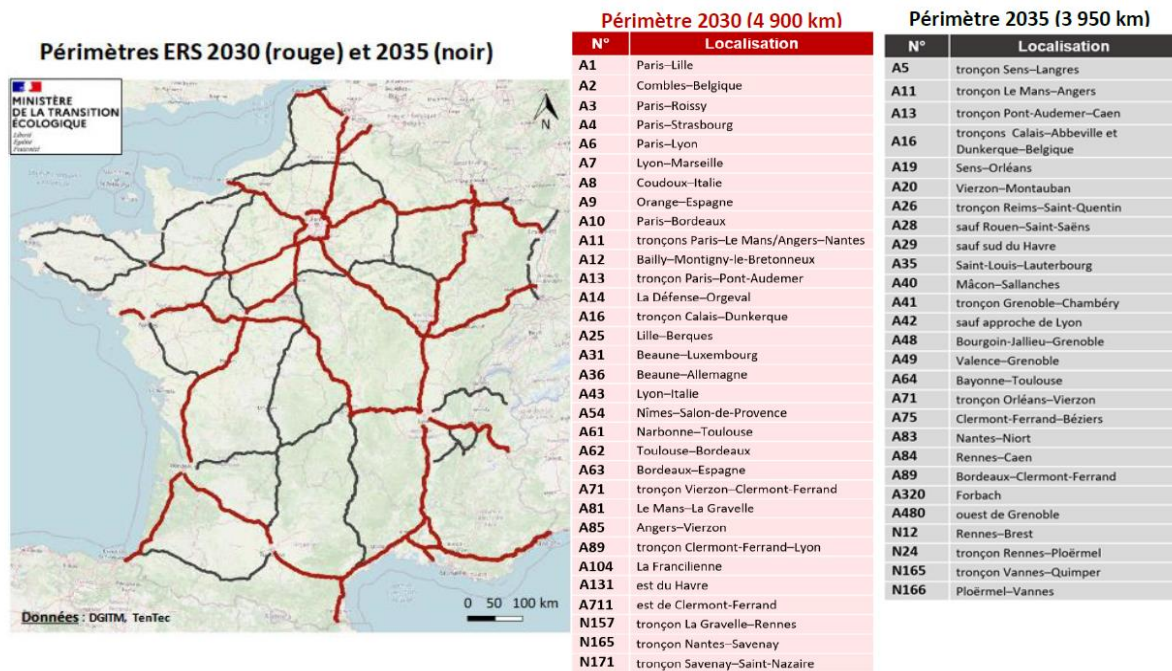 Périmètres ERS 2030 (rouge) et 2035 (noir)
MINISTÈRE
DE LA TRANSITION
ÉCOLOGIQUE
Liberté
Égalité
Fraternité
N
0 50 100 km
Données : DGITM, TenTec
Périmètre 2030 (4 900 km)
N° Localisation
A1 Paris–Lille
A2 Combles–Belgique
A3 Paris–Roissy
A4 Paris–Strasbourg
A6 Paris–Lyon
A7 Lyon–Marseille
A8 Coudoux–Italie
A9 Orange–Espagne
A10 Paris–Bordeaux
A11 tronçons Paris–Le Mans/Angers–Nantes
A12 Bailly–Montigny-le-Bretonneux
A13 tronçon Paris–Pont-Audemer
A14 La Défense–Orgeval
A16 tronçon Calais–Dunkerque
A25 Lille–Berques
A31 Beaune–Luxembourg
A36 Beaune–Allemagne
A43 Lyon–Italie
A54 Nîmes–Salon-de-Provence
A61 Narbonne–Toulouse
A62 Toulouse–Bordeaux
A63 Bordeaux–Espagne
A71 tronçon Vierzon–Clermont-Ferrand
A81 Le Mans–La Gravelle
A85 Angers–Vierzon
A89 tronçon Clermont-Ferrand–Lyon
A104 La Francilienne
A131 est du Havre
A711 est de Clermont-Ferrand
N157 tronçon La Gravelle–Rennes
N165 tronçon Nantes–Savenay
N171 tronçon Savenay–Saint-Nazaire
Périmètre 2035 (3 950 km)
N° Localisation
A5 tronçon Sens–Langres
A11 tronçon Le Mans–Angers
A13 tronçon Pont-Audemer–Caen
A16 tronçons Calais–Abbeville et
Dunkerque–Belgique
A19 Sens–Orléans
A20 Vierzon–Montauban
A26 tronçon Reims–Saint-Quentin
A28 sauf Rouen–Saint-Saëns
A29 sauf sud du Havre
A35 Saint-Louis–Lauterbourg
A40 Mâcon–Sallanches
A41 tronçon Grenoble–Chambéry
A42 sauf approche de Lyon
A48 Bourgoin-Jallieu–Grenoble
A49 Valence–Grenoble
A64 Bayonne–Toulouse
A71 tronçon Orléans–Vierzon
A75 Clermont-Ferrand–Béziers
A83 Nantes–Niort
A84 Rennes–Caen
A89 Bordeaux–Clermont-Ferrand
A320 Forbach
A480 ouest de Grenoble
N12 Rennes–Brest
N24 tronçon Rennes–Ploërmel
N165 tronçon Vannes–Quimper
N166 Ploërmel–Vannes